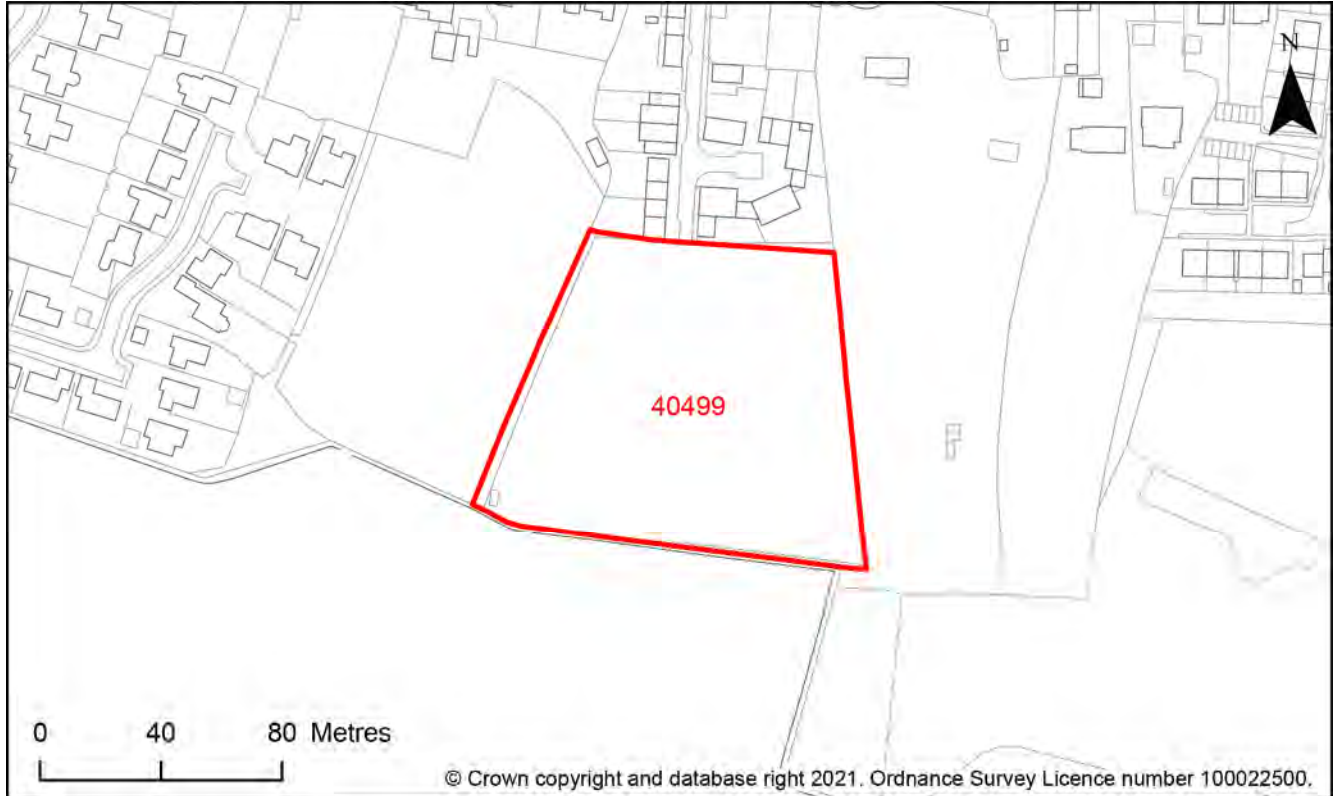 N
40499
0 40 80 Metres
© Crown copyright and database right 2021. Ordnance Survey Licence number 100022500.